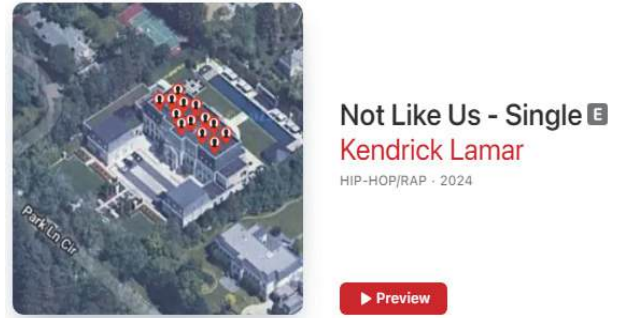 Park Ln Cir
Not Like Us - Single E
Kendrick Lamar
HIP-HOP/RAP · 2024
Preview